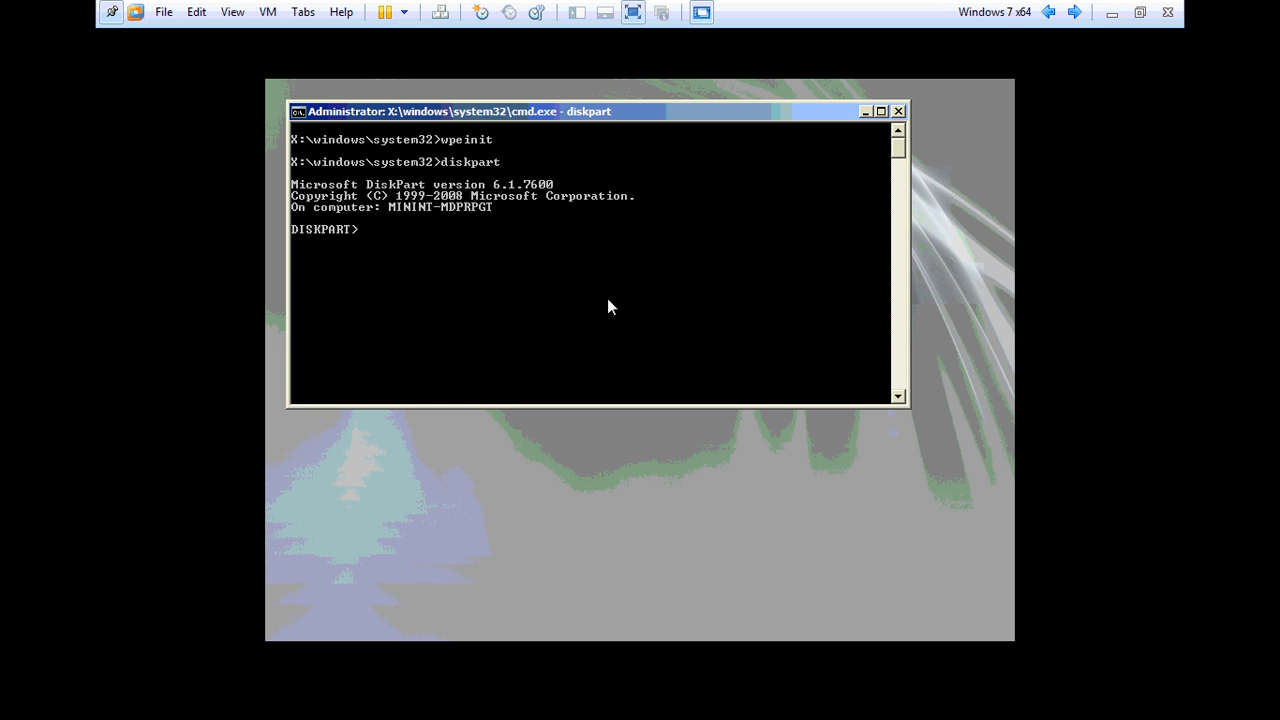 File Edit View VM Tabs Help Windows 7 x64
Administrator: X:\windows\system32\cmd.exe - diskpart
X:\windows\system32>wpeinit
X:\windows\system32>diskpart
Microsoft DiskPart version 6.1.7600
Copyright (C) 1999-2008 Microsoft Corporation.
On computer: MININT-MDPRPGT
DISKPART>